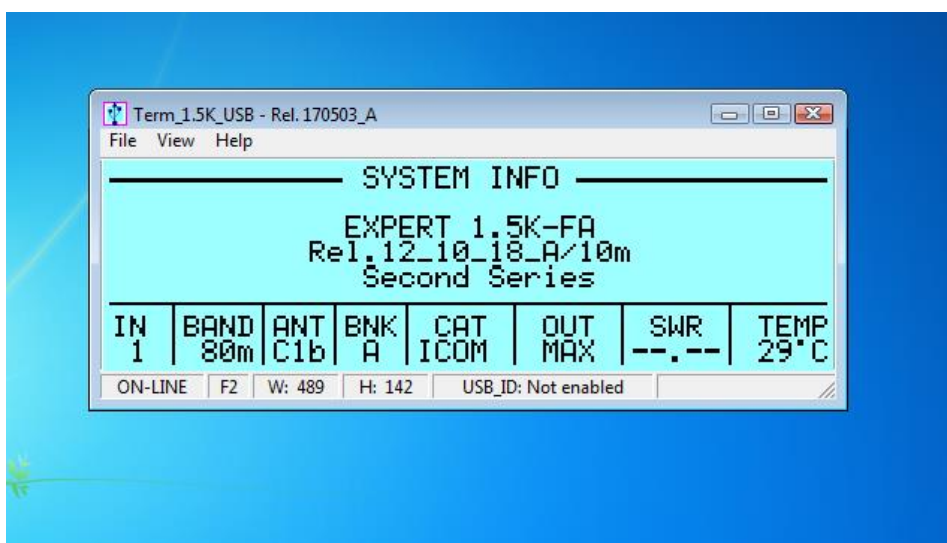 Term_1.5K_USB - Rel. 170503_A
File View Help
SYSTEM INFO
EXPERT 1.5K-FA
Rel.12_10_18_A/10m
Second Series
IN BAND ANT BNK CAT OUT SWR TEMP
1 80m C1b A ICOM MAX --.-- 29°C
ON-LINE F2 W: 489 H: 142 USB_ID: Not enabled